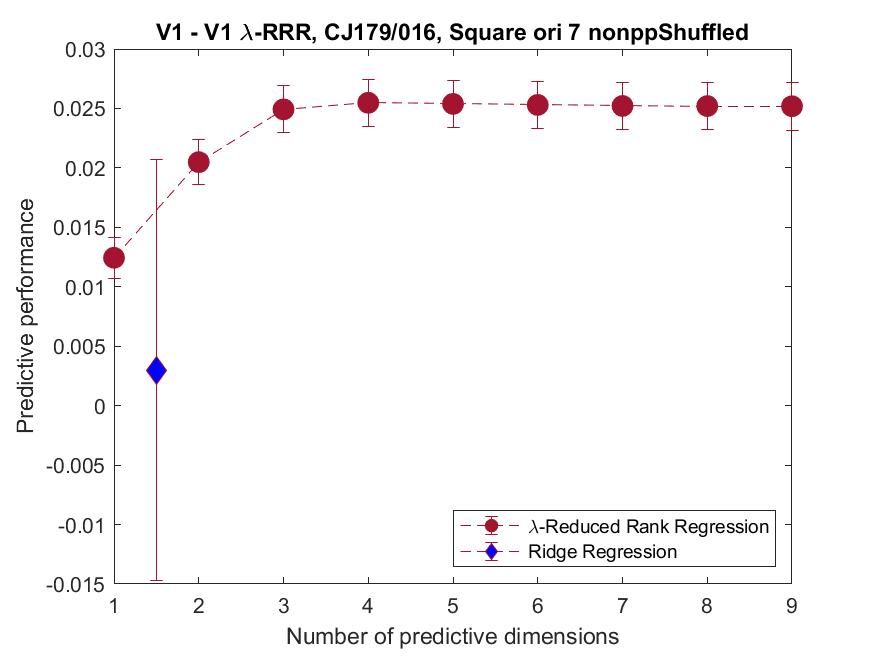 V1 - V1 λ-RRR, CJ179/016, Square ori 7 nonppShuffled
0.03
0.025
0.02
0.015
0.01
0.005
0
-0.005
-0.01
-0.015
Predictive performance
1 2 3 4 5 6 7 8 9
Number of predictive dimensions
λ-Reduced Rank Regression
Ridge Regression